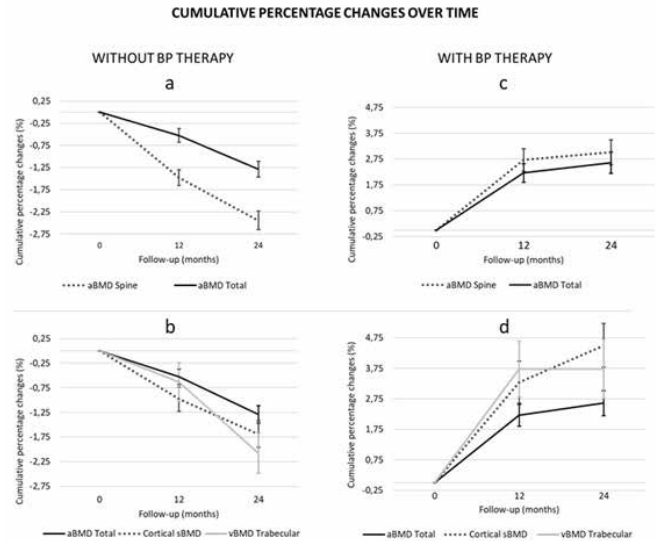 CUMULATIVE PERCENTAGE CHANGES OVER TIME
WITHOUT BP THERAPY
a
Cumulative percentage changes (%)
0,25
-0,25
-0,75
-1,25
-1,75
-2,25
-2,75
0
12
24
Follow-up (months)
aBMD Spine
aBMD Total
WITH BP THERAPY
c
Cumulative percentage changes (%)
4,75
3,75
2,75
1,75
0,75
-0,25
0
12
24
Follow-up (months)
aBMD Spine
aBMD Total
b
Cumulative percentage changes (%)
0,25
-0,25
-0,75
-1,25
-1,75
-2,25
-2,75
0
12
24
Follow-up (months)
aBMD Total
Cortical sBMD
vBMD Trabecular
d
Cumulative percentage changes (%)
4,75
3,75
2,75
1,75
0,75
-0,25
0
12
24
Follow-up (months)
aBMD Total
Cortical sBMD
vBMD Trabecular